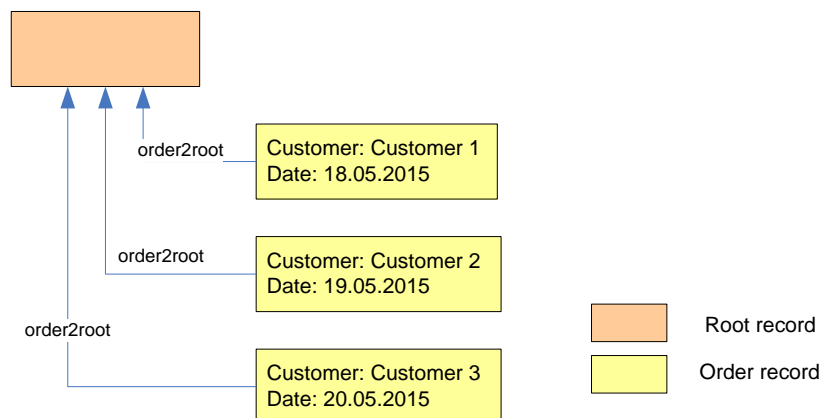 order2root
Customer: Customer 1
Date: 18.05.2015
order2root
Customer: Customer 2
Date: 19.05.2015
order2root
Customer: Customer 3
Date: 20.05.2015
Root record
Order record